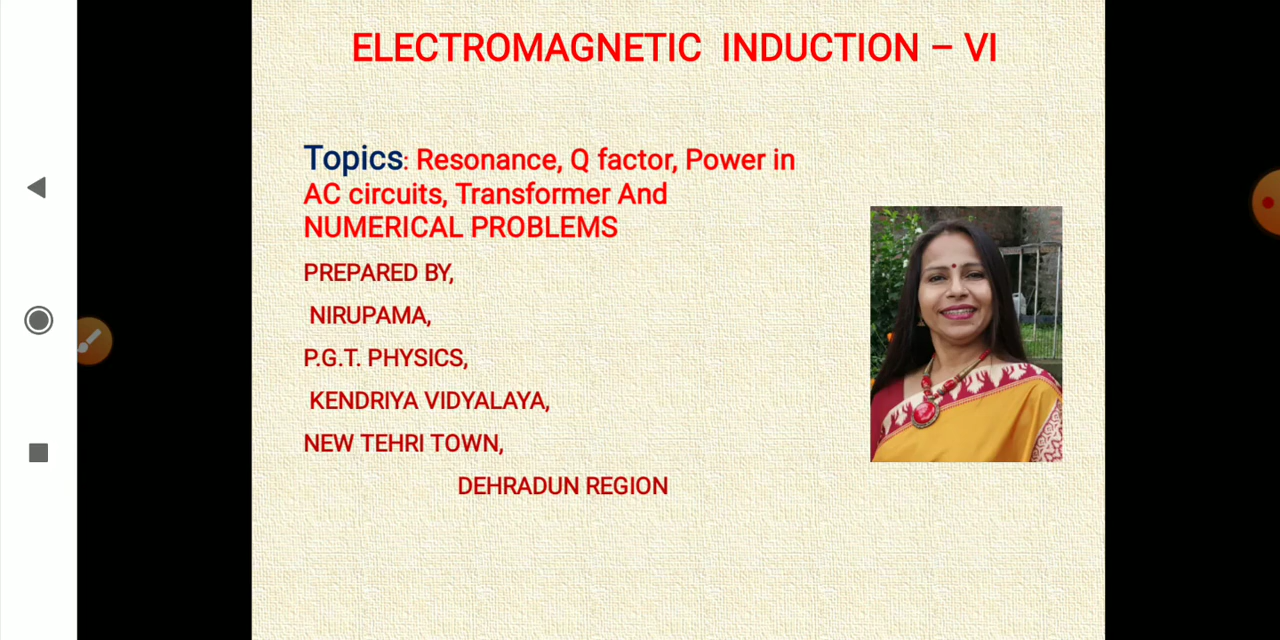 ELECTROMAGNETIC INDUCTION – VI
Topics: Resonance, Q factor, Power in
AC circuits, Transformer And
NUMERICAL PROBLEMS
PREPARED BY,
NIRUPAMA,
P.G.T. PHYSICS,
KENDRIYA VIDYALAYA,
NEW TEHRI TOWN,
DEHRADUN REGION